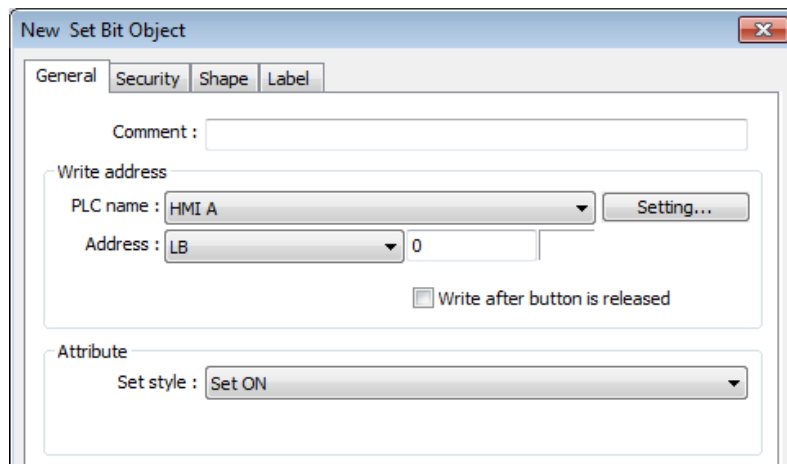 New Set Bit Object
General Security Shape Label
Comment :
Write address
PLC name : HMI A Setting...
Address : LB 0
Write after button is released
Attribute
Set style : Set ON